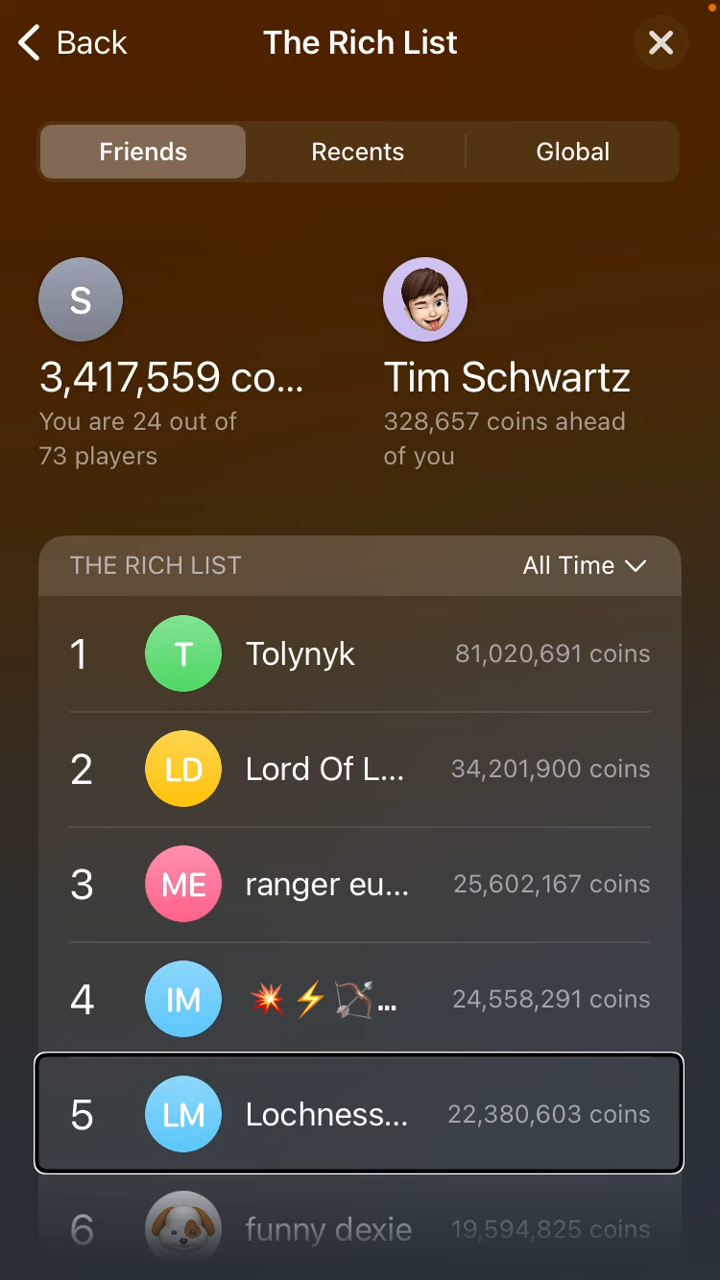 Back The Rich List
Friends Recents Global
S
3,417,559 co...
You are 24 out of
73 players
Tim Schwartz
328,657 coins ahead
of you
THE RICH LIST All Time
1 T Tolynyk 81,020,691 coins
2 LD Lord Of L... 34,201,900 coins
3 ME ranger eu... 25,602,167 coins
4 IM 💥⚡🏹... 24,558,291 coins
5 LM Lochness... 22,380,603 coins
6 funny dexie 19,594,825 coins